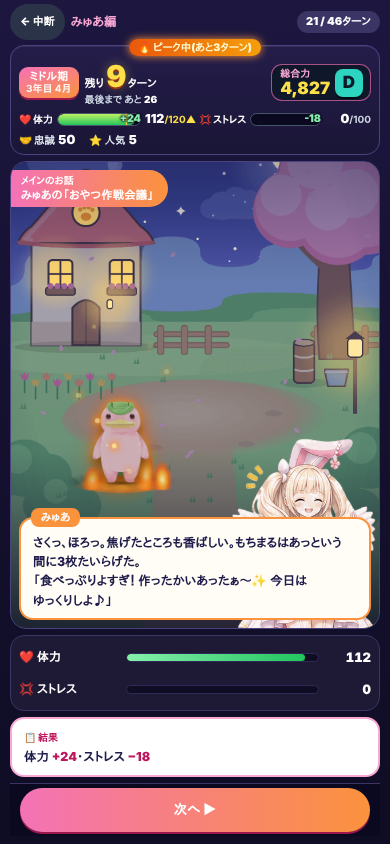 ← 中断
みゅあ編
21 / 46ターン
🔥 ピーク中(あと3ターン)
ミドル期
3年目 4月
残り9ターン
最後まで あと 26
総合力
4,827
D
❤️ 体力 +24 112/120▲ 💢 ストレス -18 0/100
🤝 忠誠 50 ⭐ 人気 5
メインのお話
みゅあの「おやつ作戦会議」
みゅあ
さくっ、ほろっ。焦げたところも香ばしい。もちまるはあっという
間に3枚たいらげた。
「食べっぷりよすぎ! 作ったかいあったぁ〜✨ 今日は
ゆっくりしよ♪」
❤️ 体力 112
💢 ストレス 0
📋 結果
体力 +24・ストレス −18
次へ ▶